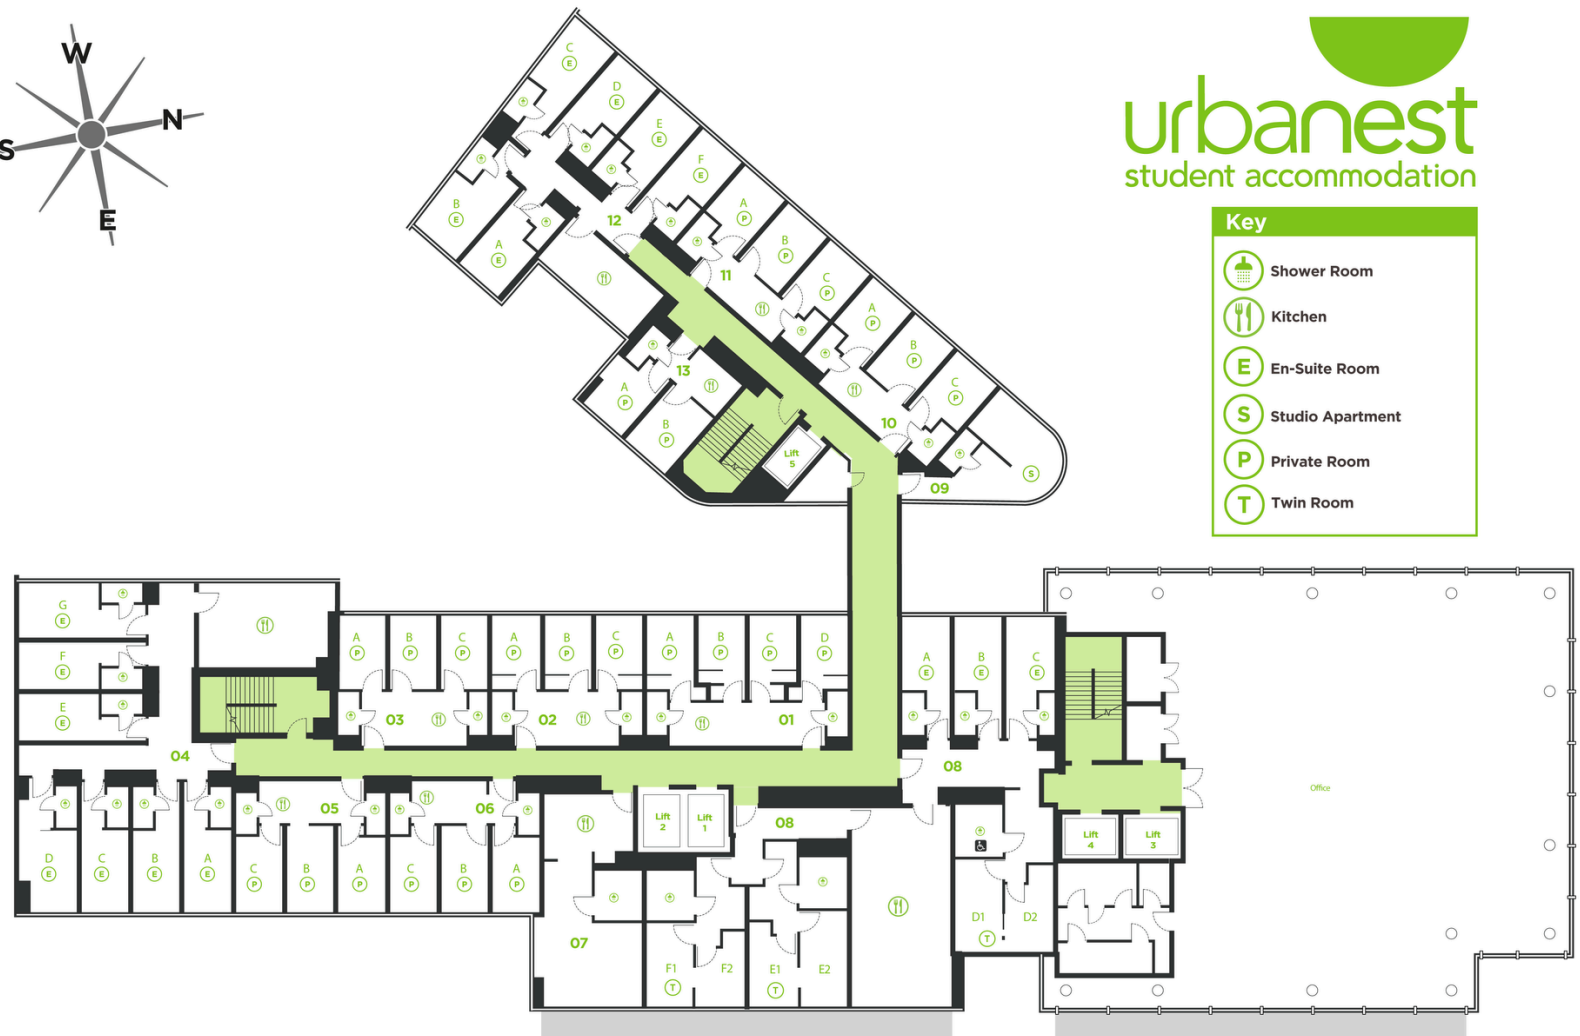 W
N
S
E
urbanest
student accommodation
Key
Shower Room
Kitchen
E En-Suite Room
S Studio Apartment
P Private Room
T Twin Room
C
E
D
E
E
E
F
E
B
E
A
E
12
A
P
B
P
C
P
11
A
P
B
P
C
P
10
13
A
P
B
P
Lift
5
09
S
G
E
F
E
E
E
04
D
E
C
E
B
E
A
E
A
P
B
P
C
P
03
A
P
B
P
C
P
02
A
P
B
P
C
P
D
P
01
05
C
P
B
P
A
P
06
C
P
B
P
A
P
07
Lift
2
Lift
1
08
A
E
B
E
C
E
08
F1
T
F2
E1
T
E2
D1
T
D2
Lift
4
Lift
3
Office
N
N
N